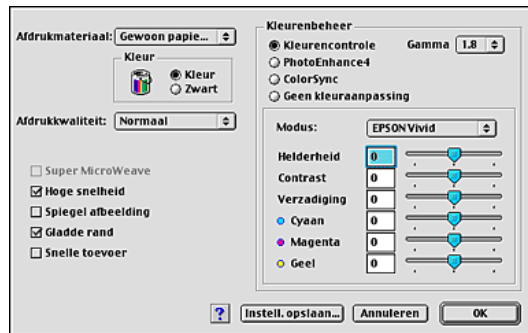 Afdrukmateriaal: Gewoon papie...
Kleur
Kleur
Zwart
Afdrukkwaliteit: Normaal
Super MicroWeave
Hoge snelheid
Spiegel afbeelding
Gladde rand
Snelle toevoer
Kleurenbeheer
Kleurencontrole Gamma 1.8
PhotoEnhance4
ColorSync
Geen kleuraanpassing
Modus: EPSON Vivid
Helderheid 0
Contrast 0
Verzadiging 0
Cyaan 0
Magenta 0
Geel 0
? Instell. opslaan... Annuleren OK